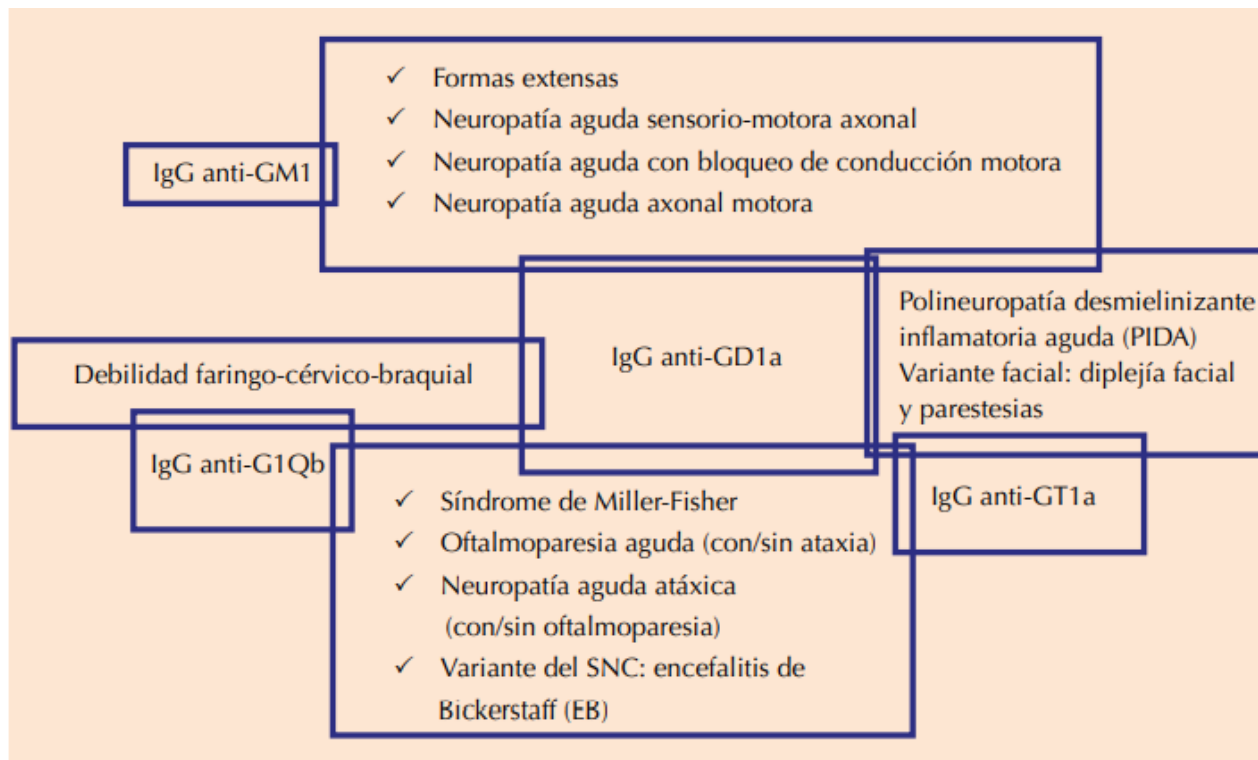 ✓ Formas extensas
✓ Neuropatía aguda sensorio-motora axonal
IgG anti-GM1
✓ Neuropatía aguda con bloqueo de conducción motora
✓ Neuropatía aguda axonal motora
Polineuropatía desmielinizante
inflamatoria aguda (PIDA)
Variante facial: diplejía facial
y parestesias
IgG anti-GD1a
Debilidad faringo-cérvico-braquial
IgG anti-G1Qb
IgG anti-GT1a
✓ Síndrome de Miller-Fisher
✓ Oftalmoparesia aguda (con/sin ataxia)
✓ Neuropatía aguda atáxica
(con/sin oftalmoparesia)
✓ Variante del SNC: encefalitis de
Bickerstaff (EB)